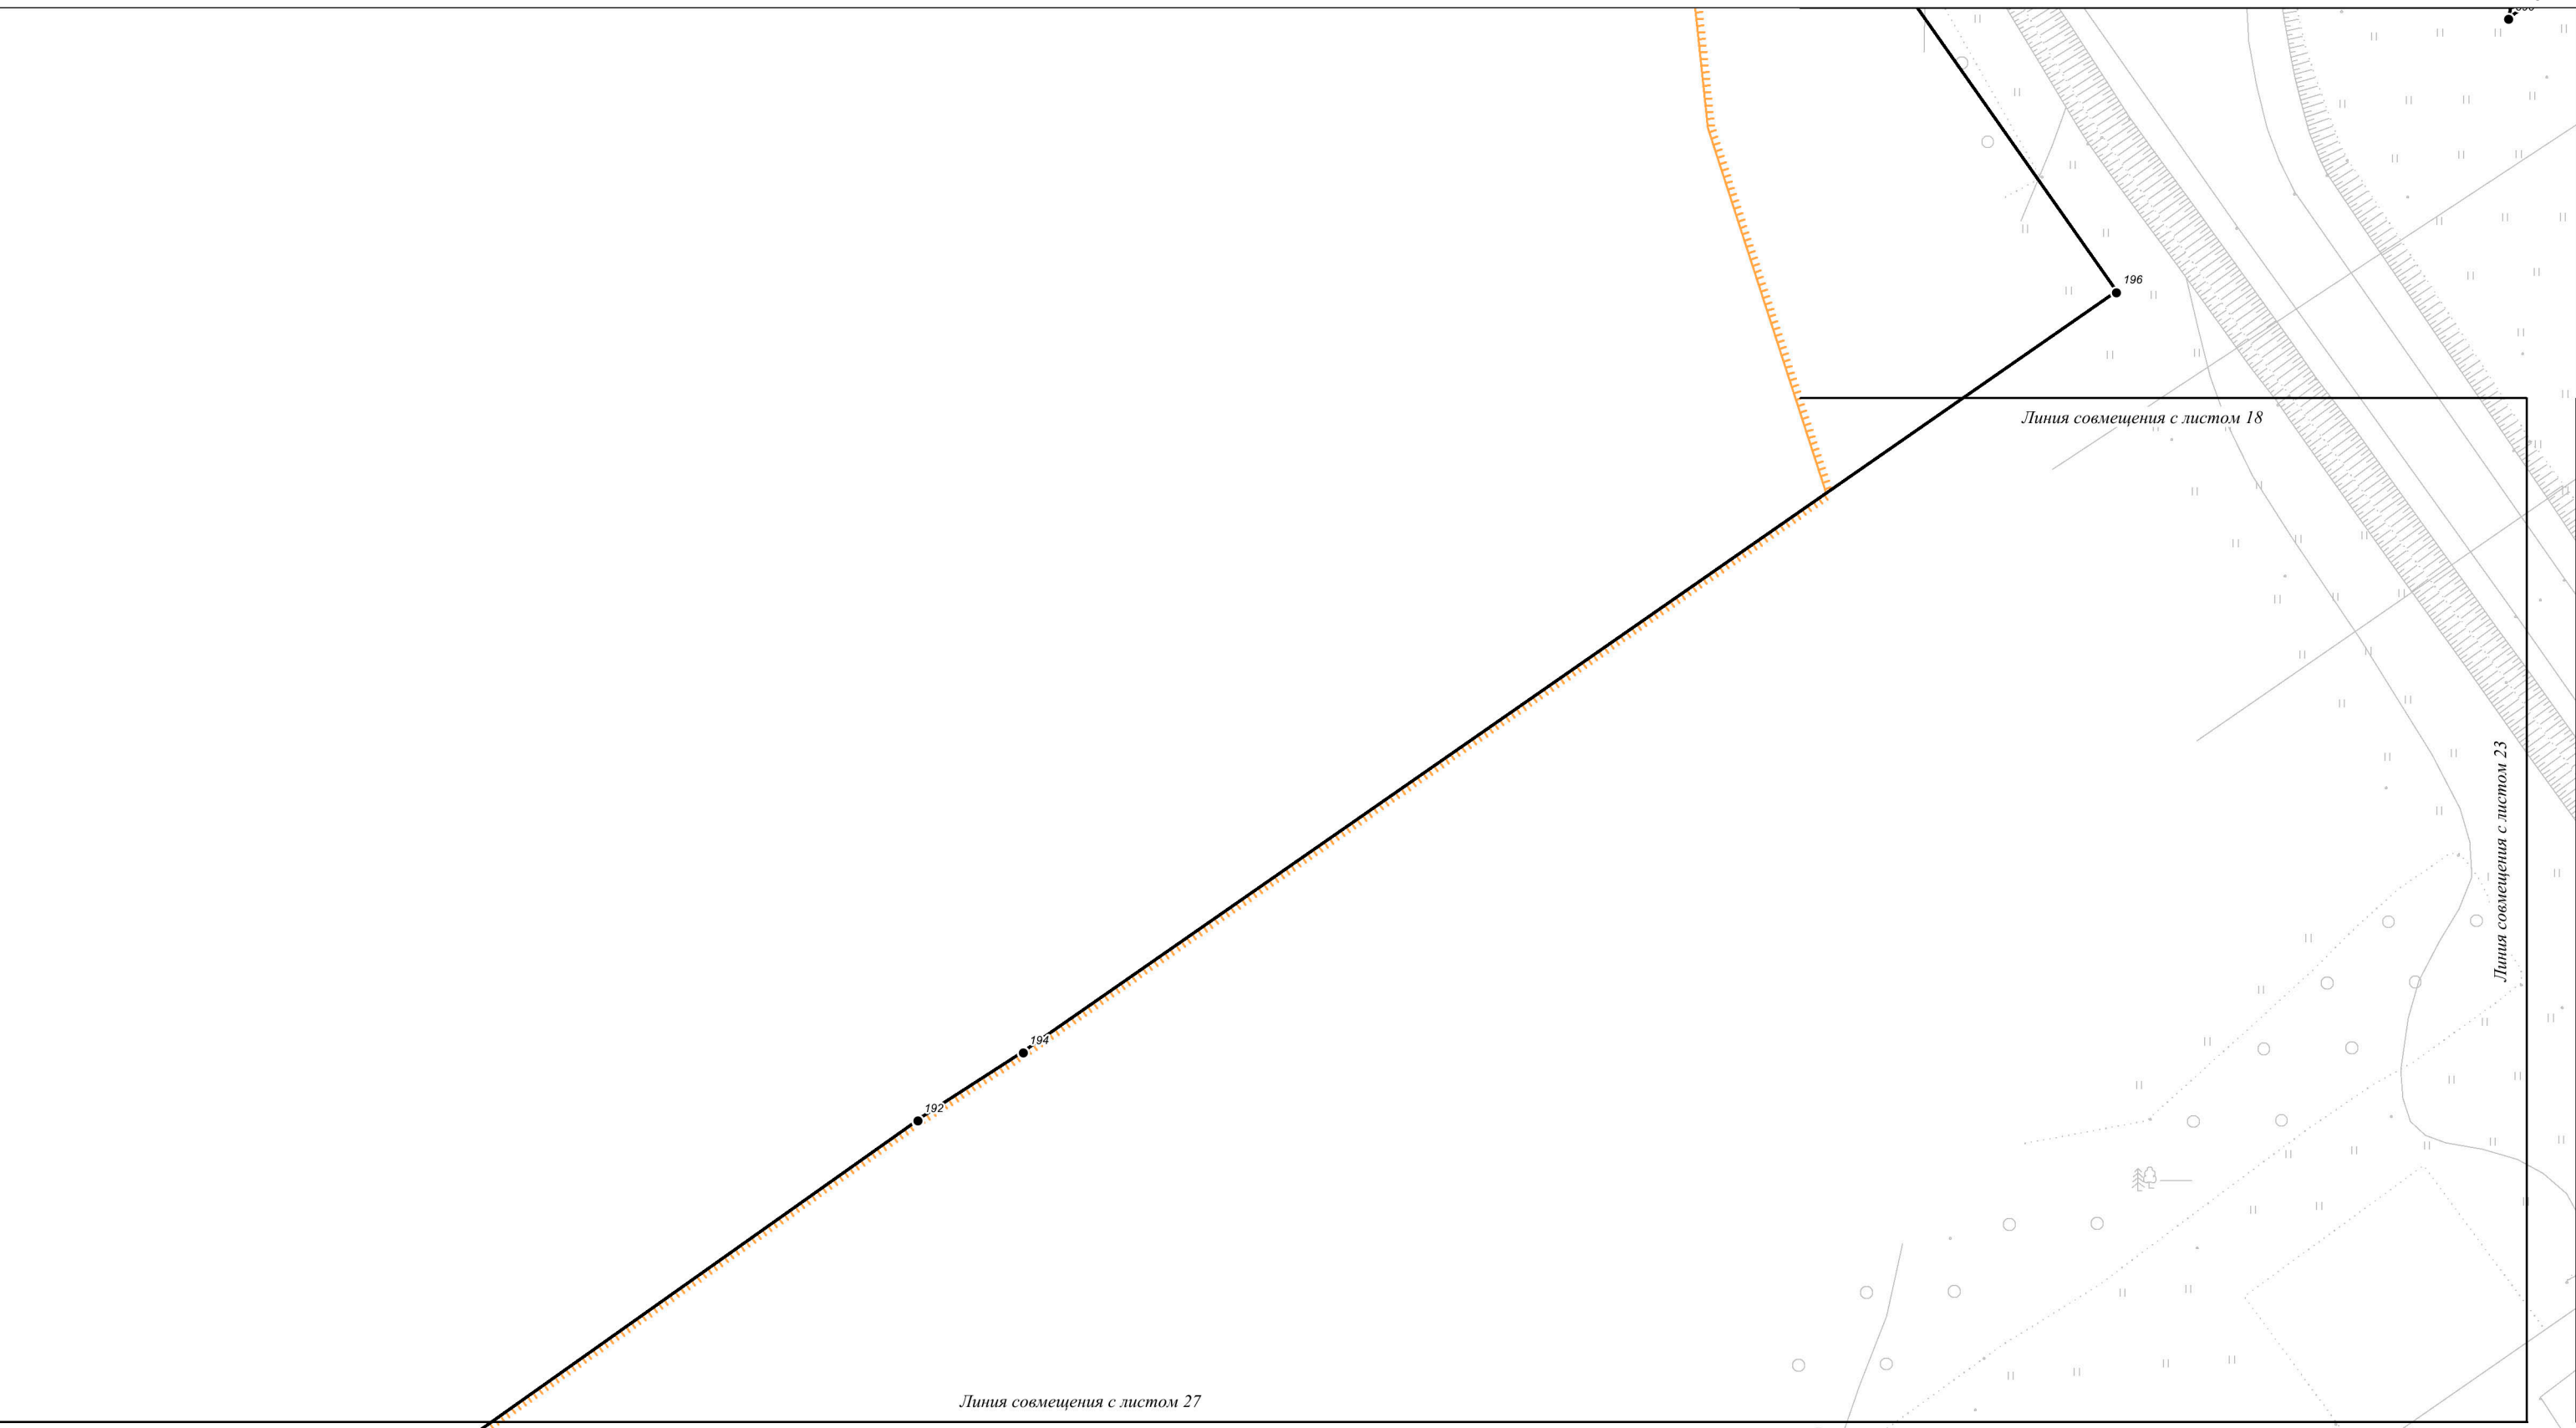 196
Линия совмещения с листом 18
Линия совмещения с листом 23
194
192
Линия совмещения с листом 27